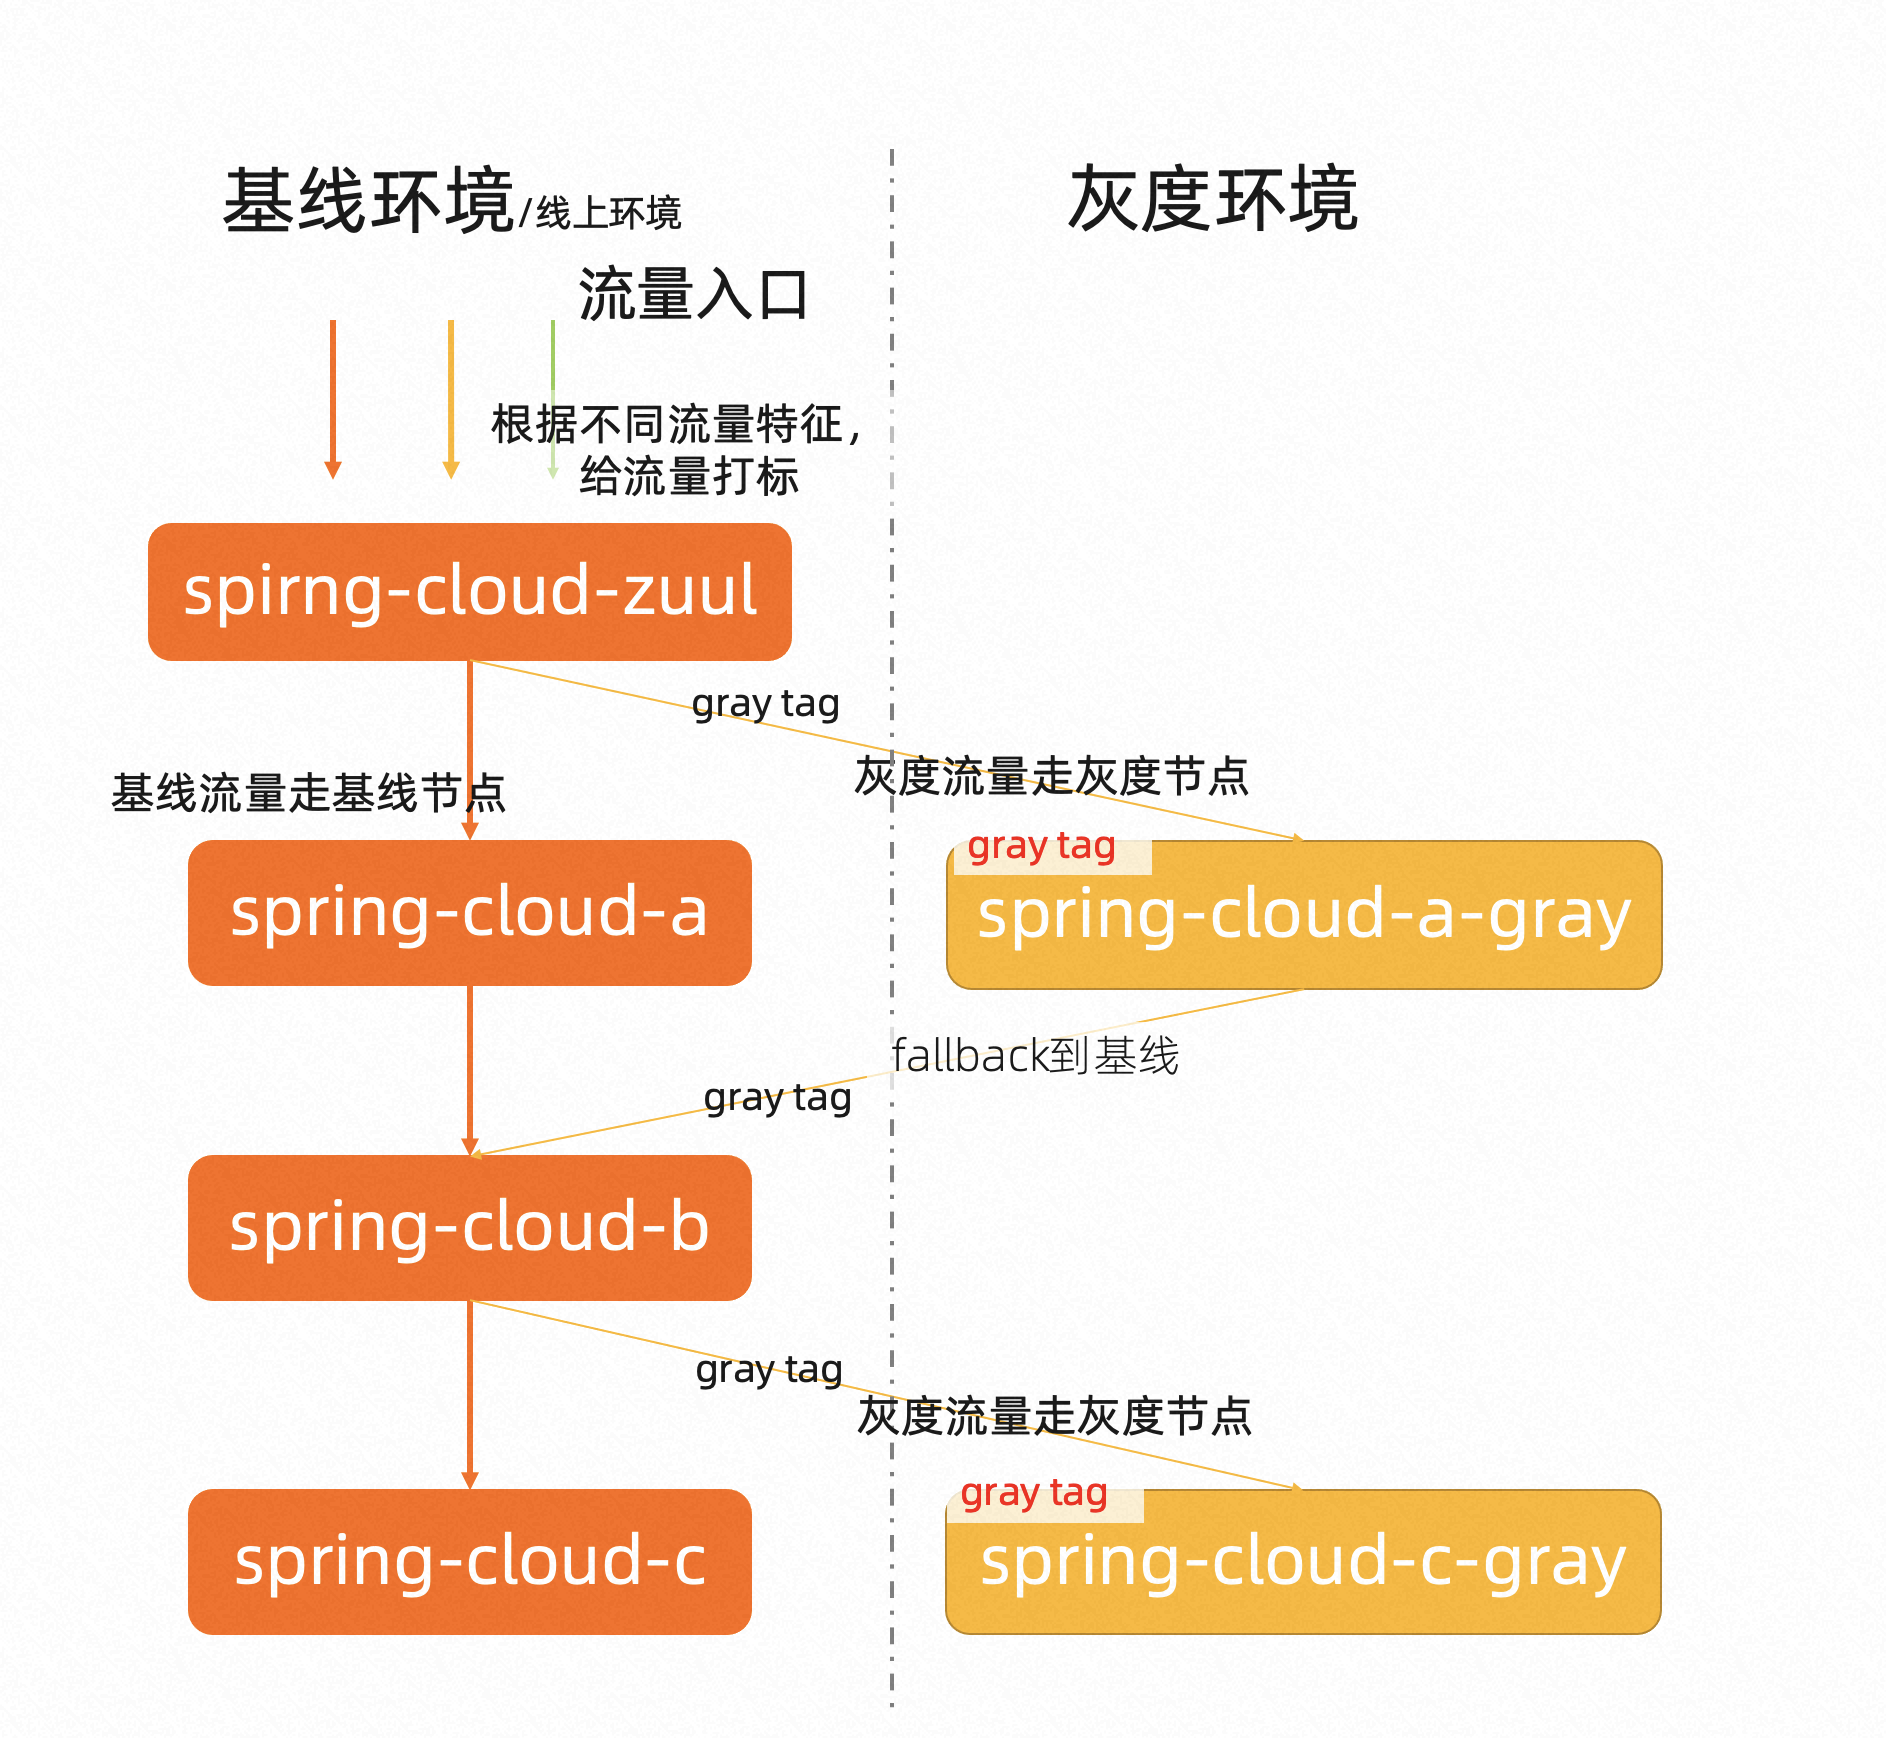 基线环境/线上环境
灰度环境
流量入口
根据不同流量特征，
给流量打标
spirng-cloud-zuul
gray tag
灰度流量走灰度节点
基线流量走基线节点
gray tag
spring-cloud-a
spring-cloud-a-gray
fallback到基线
gray tag
spring-cloud-b
gray tag
灰度流量走灰度节点
gray tag
spring-cloud-c
spring-cloud-c-gray